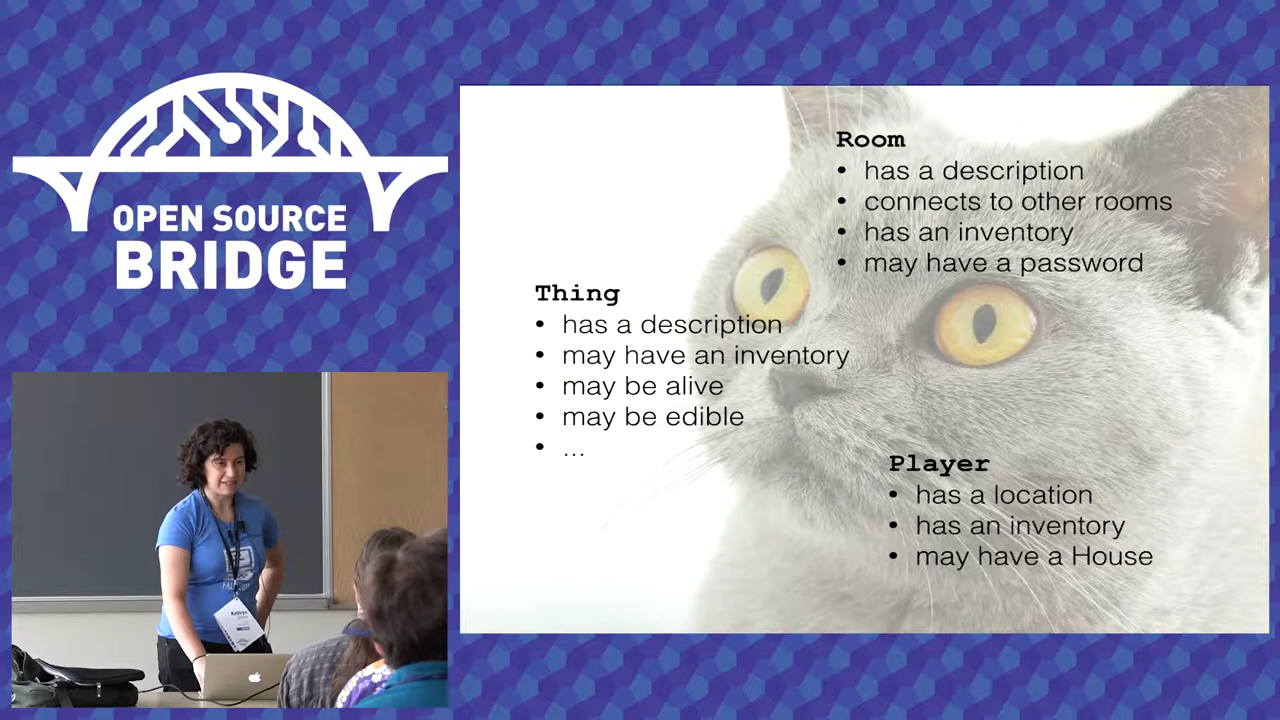 OPEN SOURCE
BRIDGE
Room
• has a description
• connects to other rooms
• has an inventory
• may have a password
Thing
• has a description
• may have an inventory
• may be alive
• may be edible
• ...
Player
• has a location
• has an inventory
• may have a House
Kathryn